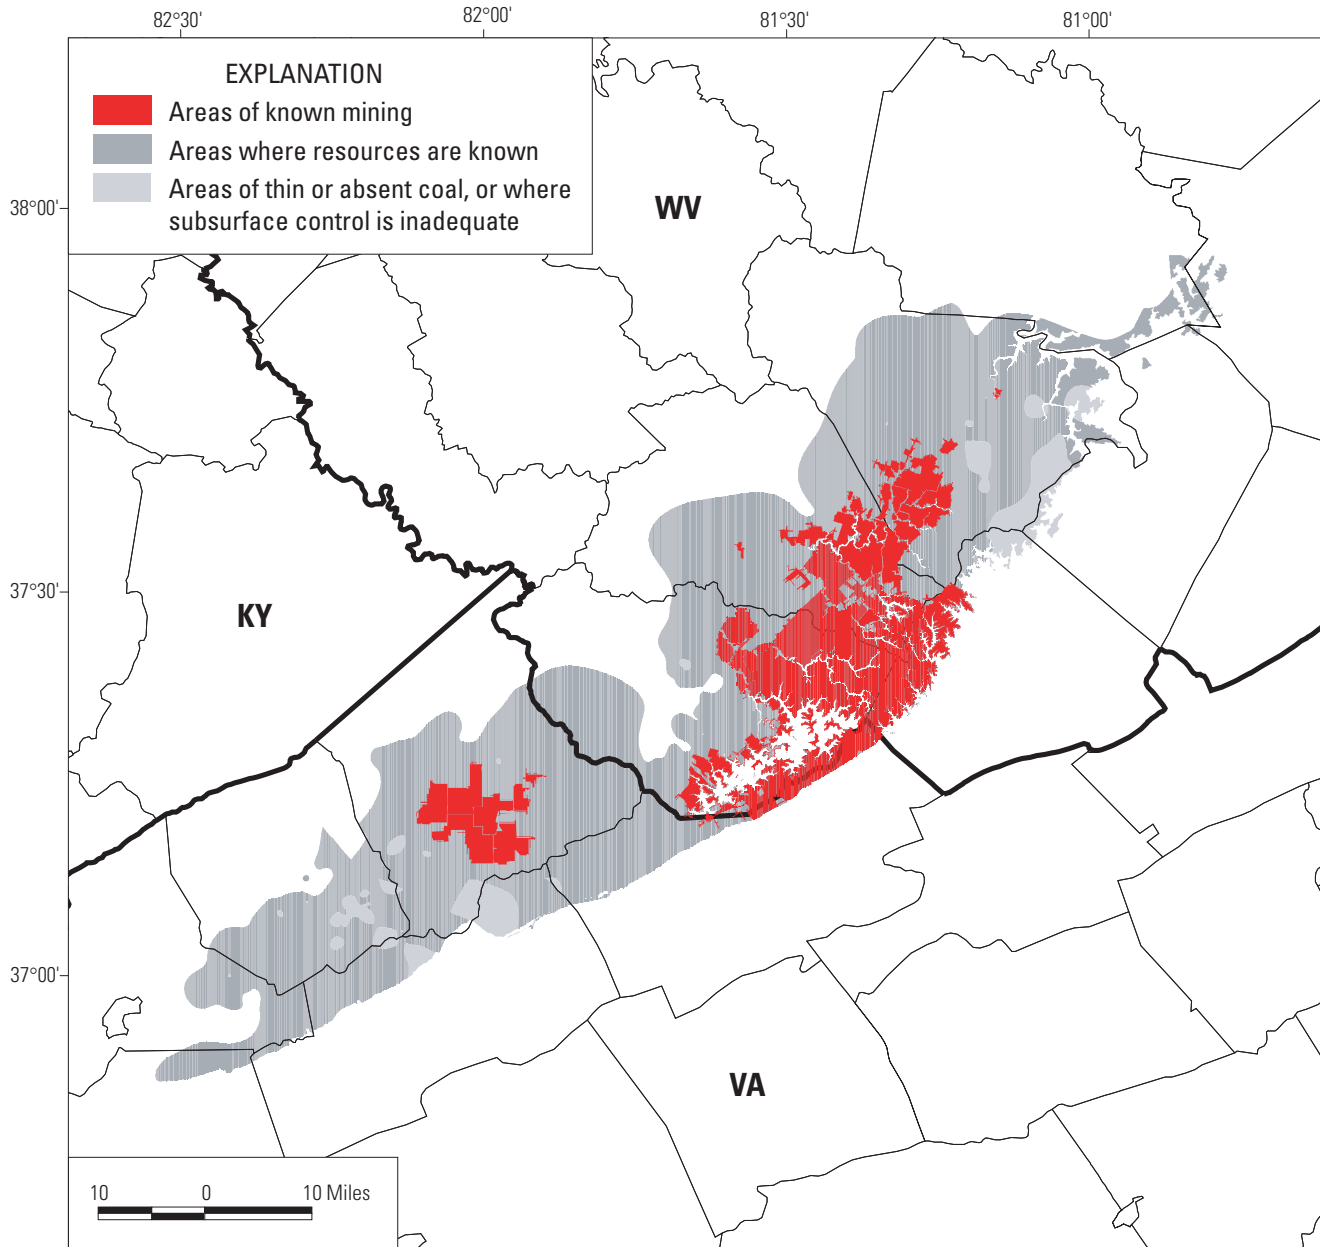 82°30'
82°00'
81°30'
81°00'
EXPLANATION
Areas of known mining
Areas where resources are known
Areas of thin or absent coal, or where
subsurface control is inadequate
38°00'
WV
37°30'
KY
37°00'
VA
10 0 10 Miles